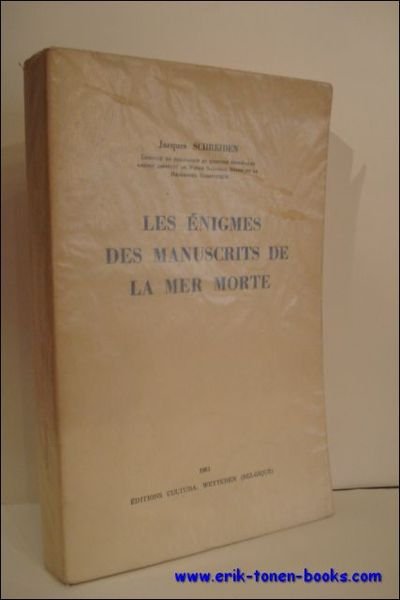 Jacques SCHREIDEN
LES ÉNIGMES
DES MANUSCRITS DE
LA MER MORTE
1961
ÉDITIONS CULTURA, WETTEREN (BELGIQUE)
www.erik-tonen-books.com